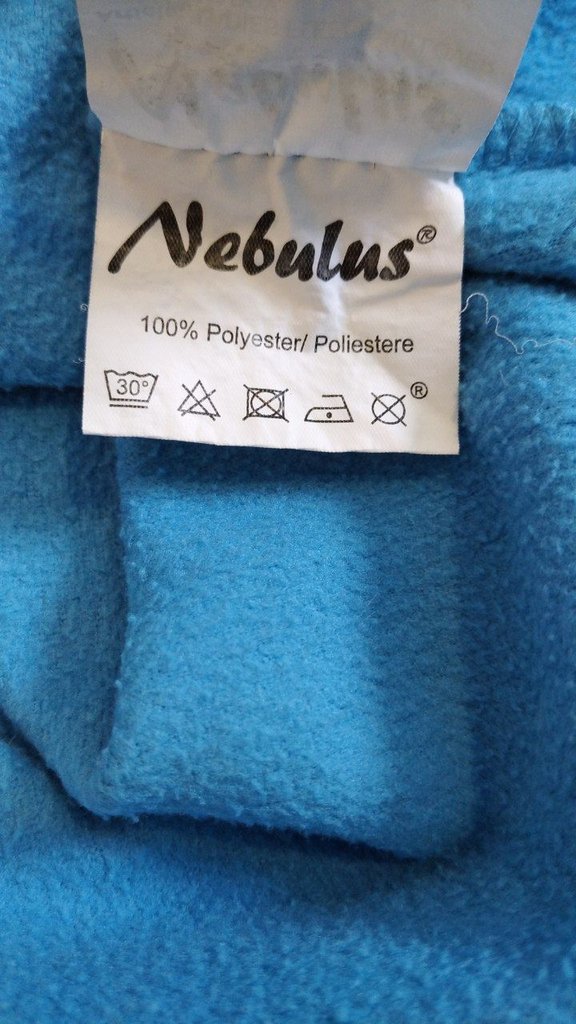 Nebulus®
100% Polyester/ Poliestere
30° ®